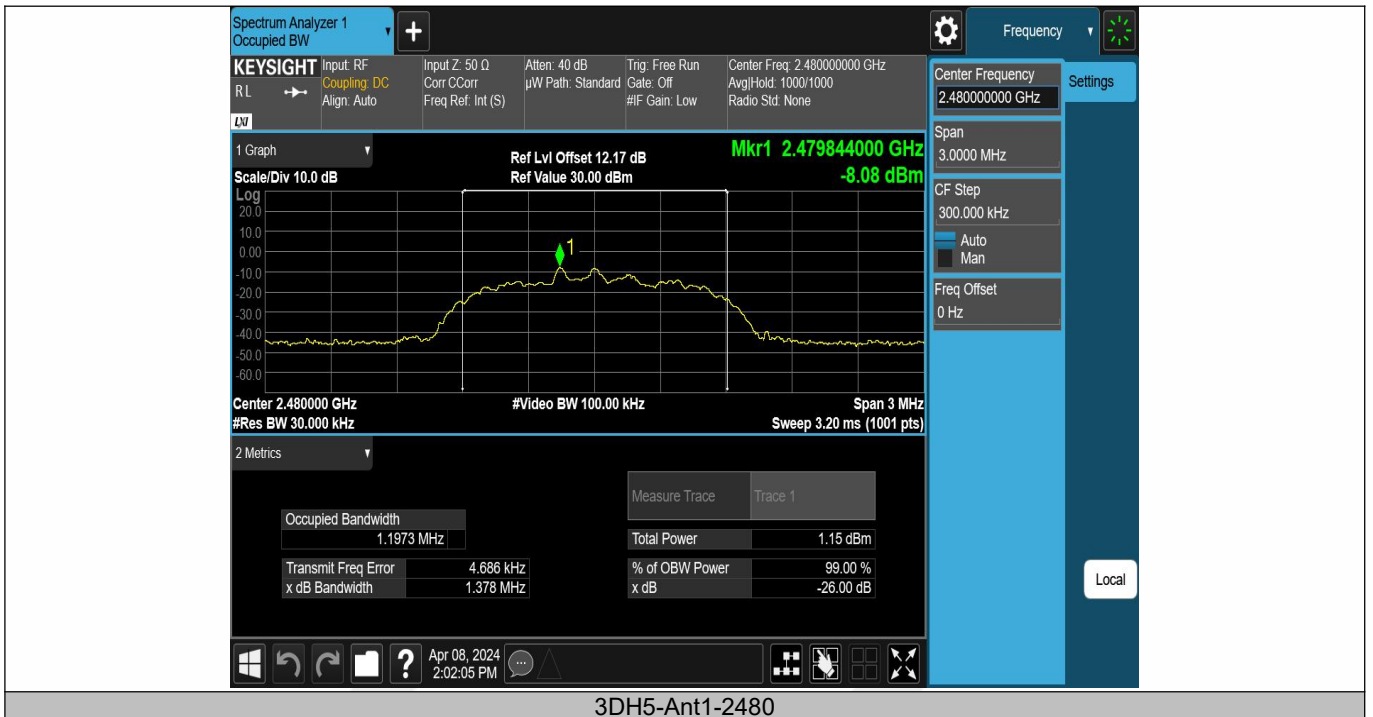 Spectrum Analyzer 1
Occupied BW
Frequency
KEYSIGHT
RL
LXI
Input: RF
Coupling: DC
Align: Auto
Input Z: 50 Ω
Corr CCorr
Freq Ref: Int (S)
Atten: 40 dB
µW Path: Standard
Trig: Free Run
Gate: Off
#IF Gain: Low
Center Freq: 2.480000000 GHz
Avg|Hold: 1000/1000
Radio Std: None
Center Frequency
2.480000000 GHz
Settings
Span
3.0000 MHz
CF Step
300.000 kHz
Auto
Man
Freq Offset
0 Hz
Local
1 Graph
Scale/Div 10.0 dB
Ref Lvl Offset 12.17 dB
Ref Value 30.00 dBm
Mkr1 2.479844000 GHz
-8.08 dBm
Log
20.0
10.0
0.00
-10.0
-20.0
-30.0
-40.0
-50.0
-60.0
1
Center 2.480000 GHz
#Res BW 30.000 kHz
#Video BW 100.00 kHz
Span 3 MHz
Sweep 3.20 ms (1001 pts)
2 Metrics
Measure Trace Trace 1
Occupied Bandwidth
1.1973 MHz
Total Power 1.15 dBm
Transmit Freq Error 4.686 kHz
% of OBW Power 99.00 %
x dB Bandwidth 1.378 MHz
x dB -26.00 dB
?
Apr 08, 2024
2:02:05 PM
3DH5-Ant1-2480